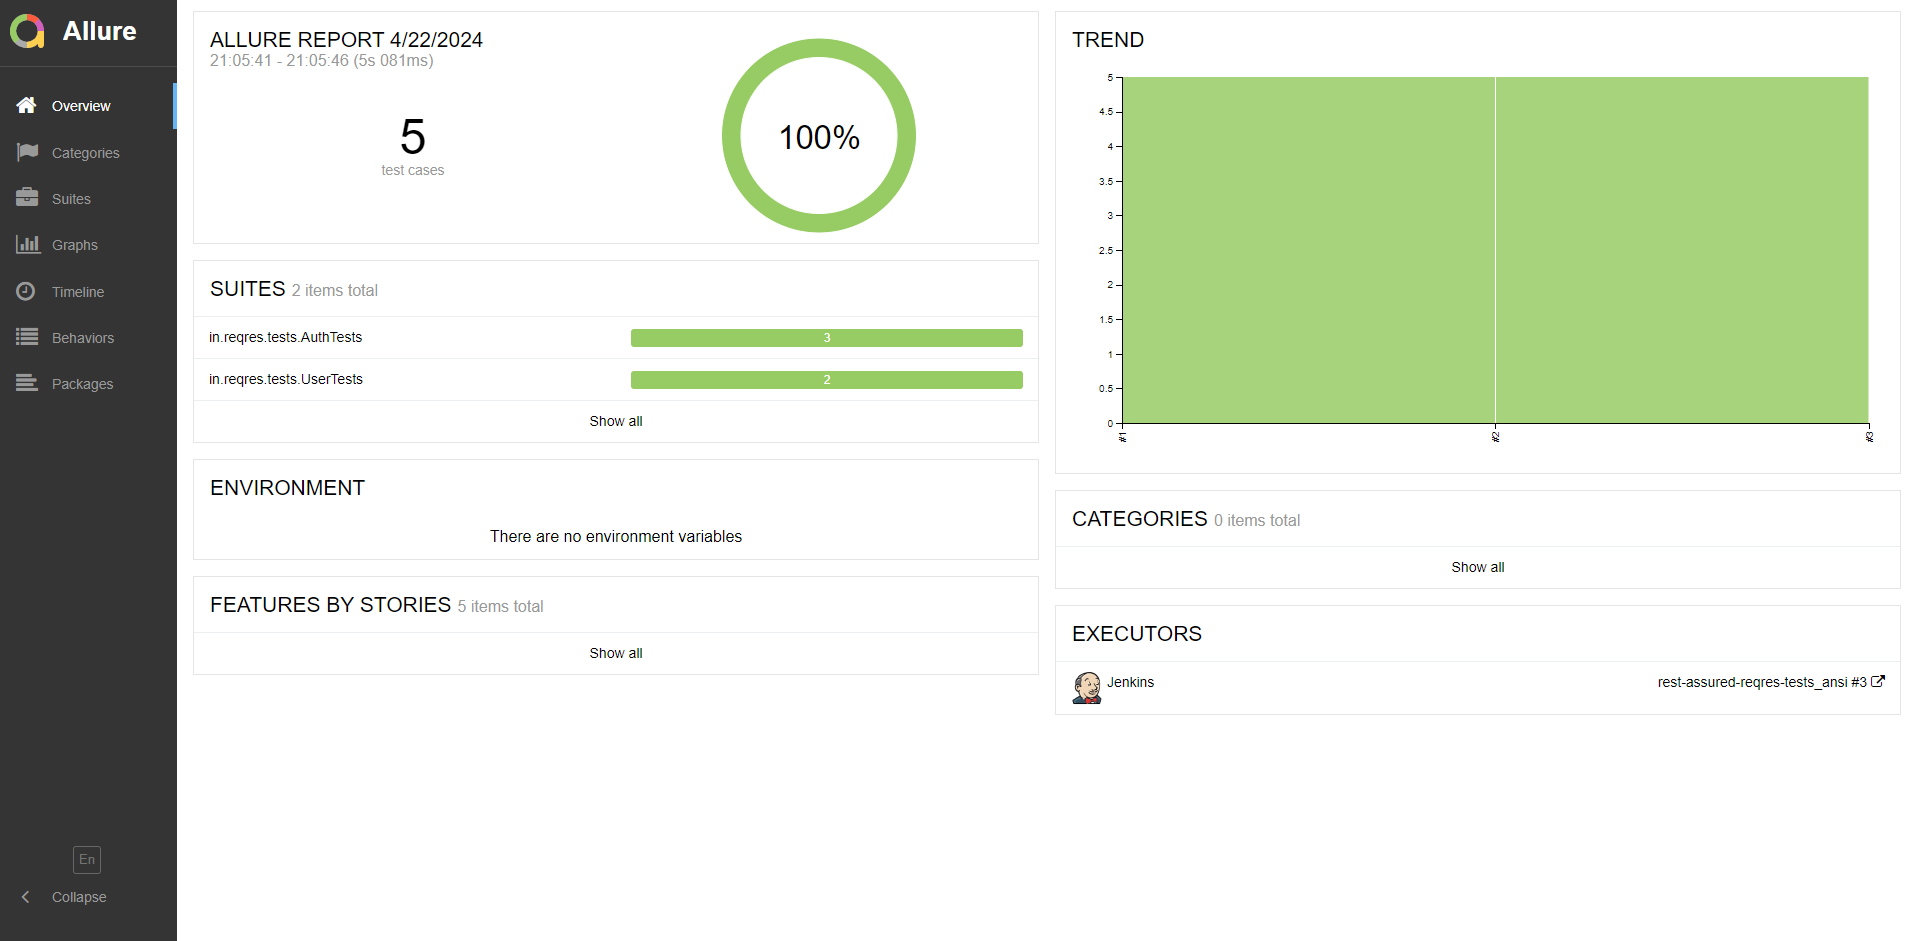 Allure
Overview
Categories
Suites
Graphs
Timeline
Behaviors
Packages
En
Collapse
ALLURE REPORT 4/22/2024
21:05:41 - 21:05:46 (5s 081ms)
5
test cases
100%
SUITES 2 items total
in.reqres.tests.AuthTests 3
in.reqres.tests.UserTests 2
Show all
ENVIRONMENT
There are no environment variables
FEATURES BY STORIES 5 items total
Show all
TREND
5
4.5
4
3.5
3
2.5
2
1.5
1
0.5
0
#1 #2 #3
CATEGORIES 0 items total
Show all
EXECUTORS
Jenkins rest-assured-reqres-tests_ansi #3